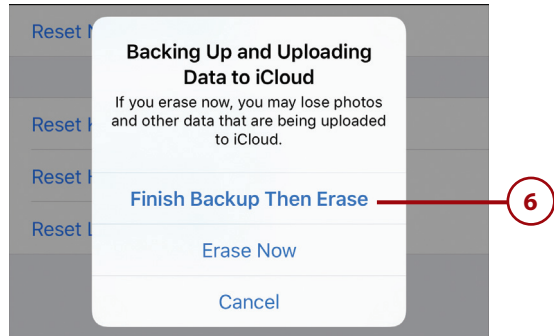 Reset
Backing Up and Uploading
Data to iCloud
If you erase now, you may lose photos
and other data that are being uploaded
to iCloud.
Reset
Reset
Reset
Finish Backup Then Erase
6
Erase Now
Cancel